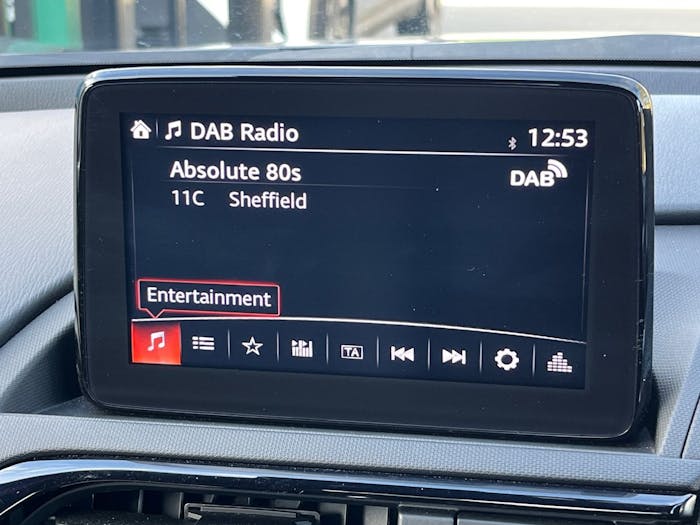 DAB Radio 12:53
Absolute 80s DAB
11C Sheffield
Entertainment
TA